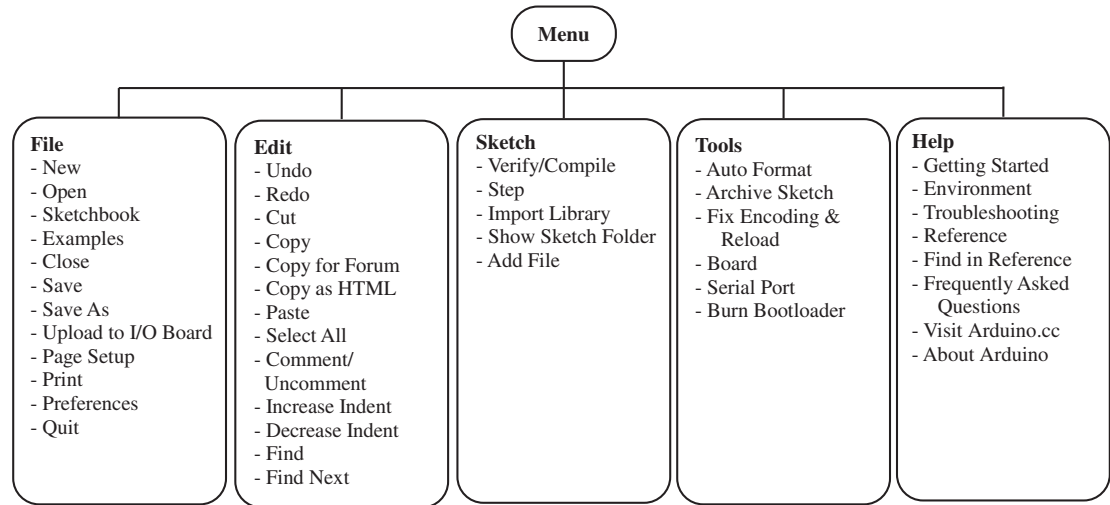 Menu
File
- New
- Open
- Sketchbook
- Examples
- Close
- Save
- Save As
- Upload to I/O Board
- Page Setup
- Print
- Preferences
- Quit
Edit
- Undo
- Redo
- Cut
- Copy
- Copy for Forum
- Copy as HTML
- Paste
- Select All
- Comment/
Uncomment
- Increase Indent
- Decrease Indent
- Find
- Find Next
Sketch
- Verify/Compile
- Step
- Import Library
- Show Sketch Folder
- Add File
Tools
- Auto Format
- Archive Sketch
- Fix Encoding &
Reload
- Board
- Serial Port
- Burn Bootloader
Help
- Getting Started
- Environment
- Troubleshooting
- Reference
- Find in Reference
- Frequently Asked
Questions
- Visit Arduino.cc
- About Arduino